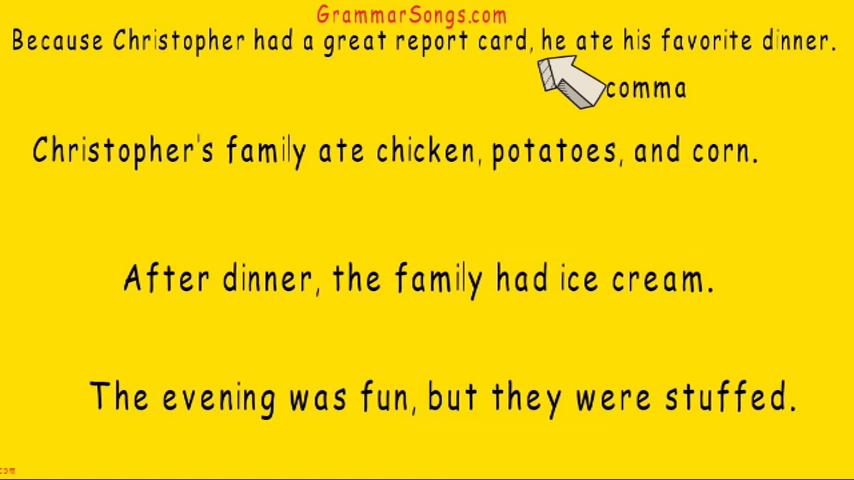 GrammarSongs.com
Because Christopher had a great report card, he ate his favorite dinner.
comma
Christopher's family ate chicken, potatoes, and corn.
After dinner, the family had ice cream.
The evening was fun, but they were stuffed.
com